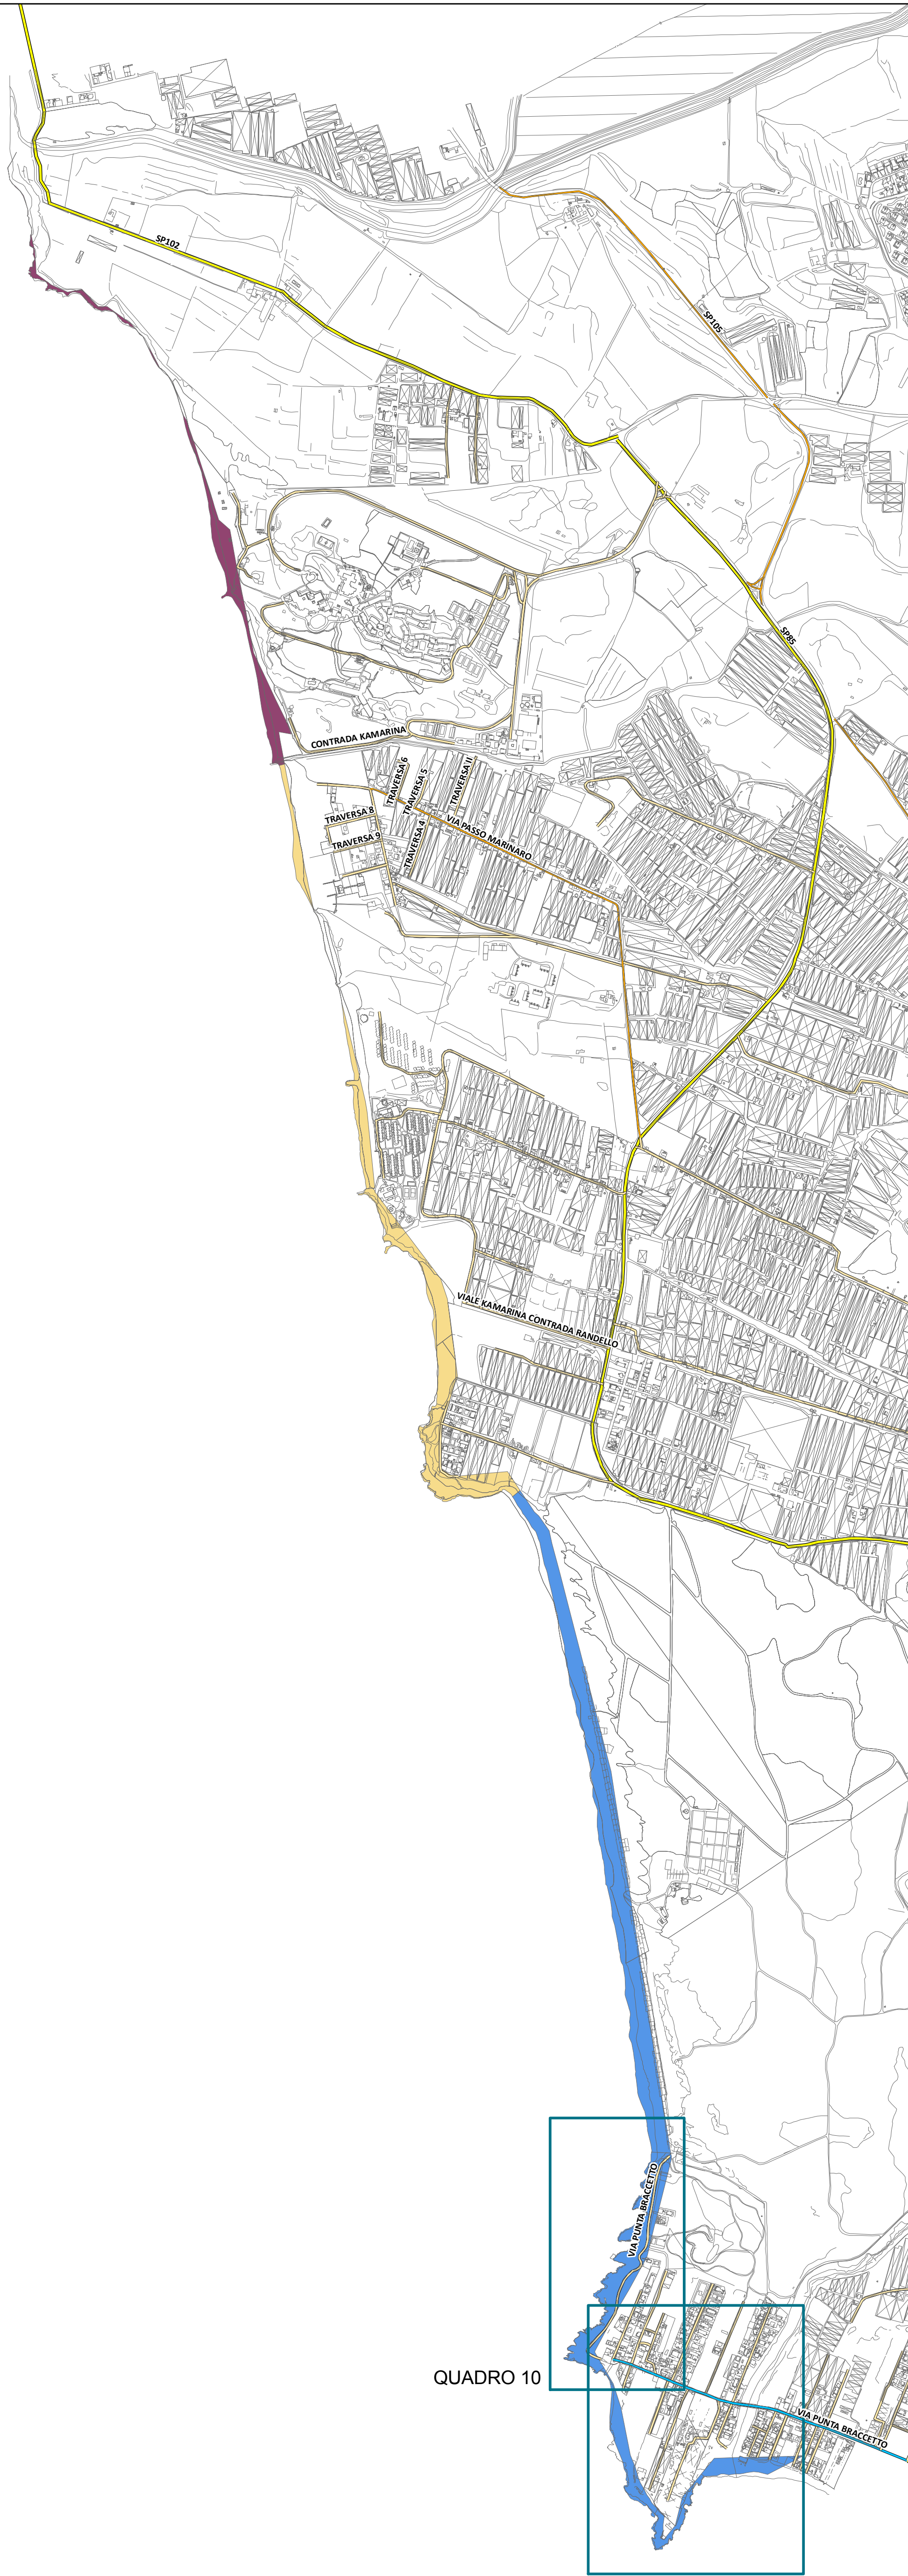 SP102
SP105
SP85
CONTRADA KAMARINA
TRAVERSA 6
TRAVERSA 5
TRAVERSA II
TRAVERSA 8
TRAVERSA 9
TRAVERSA 4
VIA PASSO MARINARO
VIALE KAMARINA CONTRADA RANDELLO
VIA PUNTA BRACCETTO
QUADRO 10
VIA PUNTA BRACCETTO